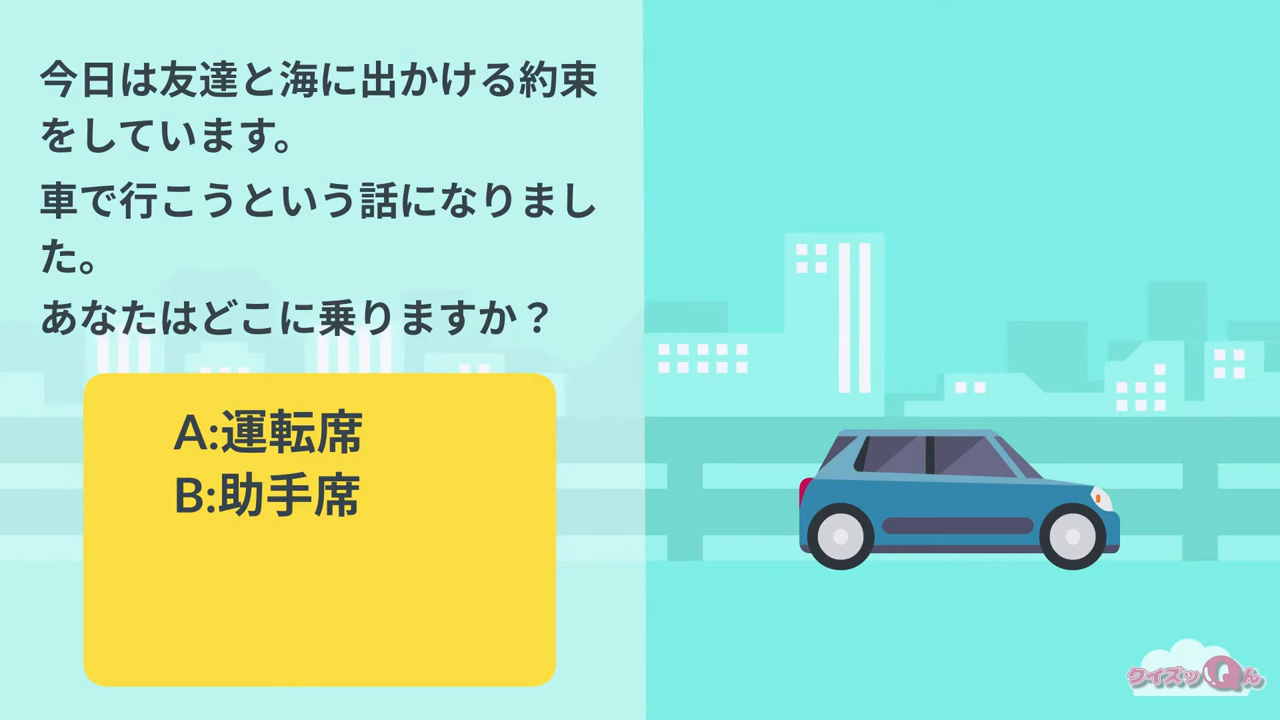 今日は友達と海に出かける約束
をしています。
車で行こうという話になりまし
た。
あなたはどこに乗りますか？
A:運転席
B:助手席
クイズッQん